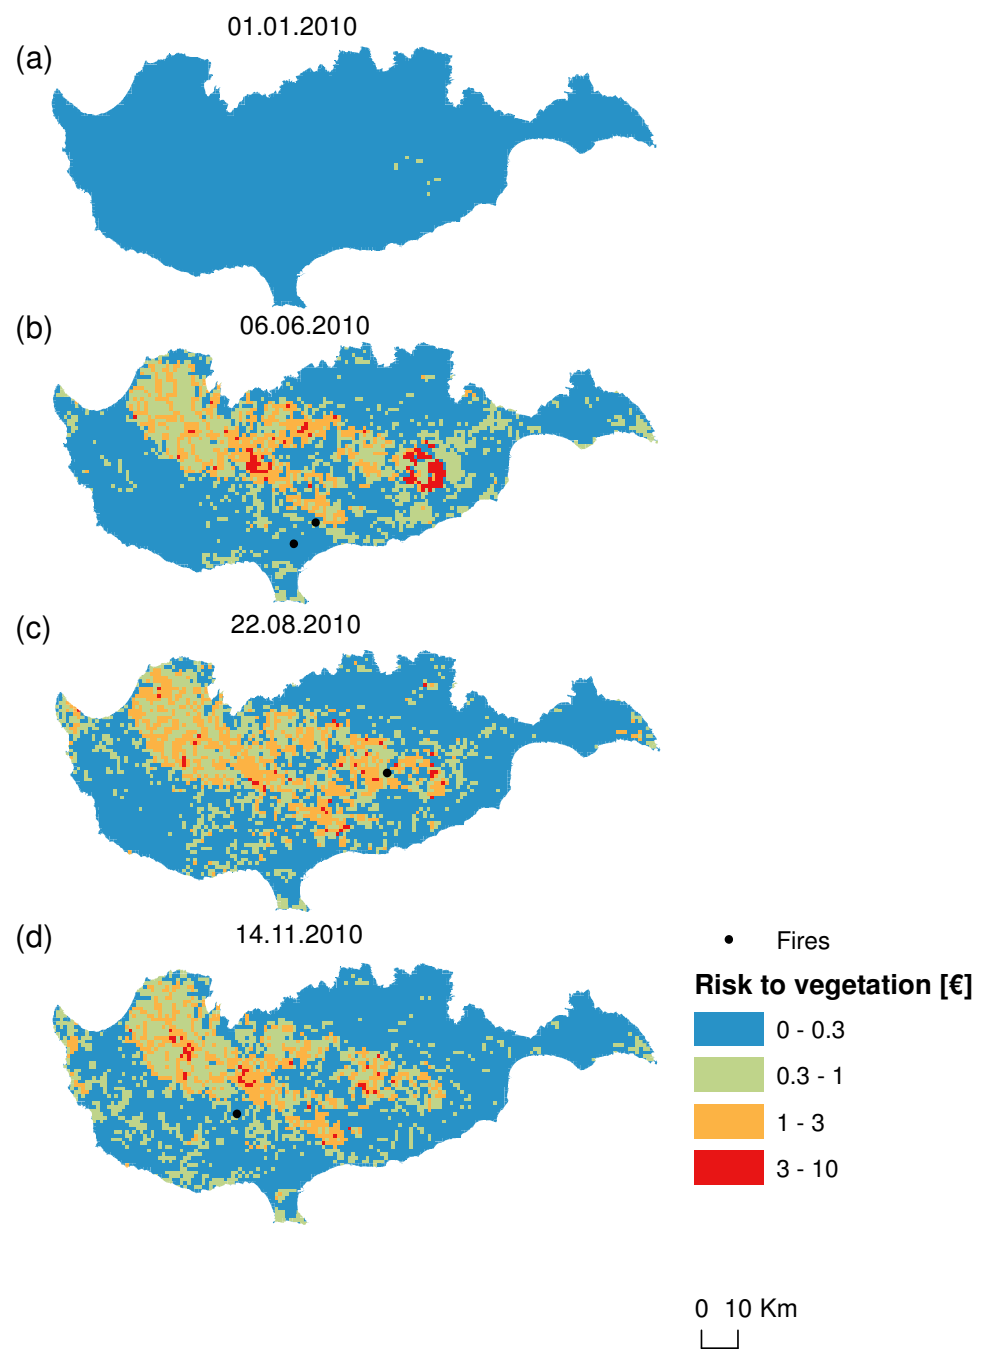 01.01.2010
(a)
06.06.2010
(b)
22.08.2010
(c)
14.11.2010
(d)
Fires
Risk to vegetation [€]
0 - 0.3
0.3 - 1
1 - 3
3 - 10
0 10 Km